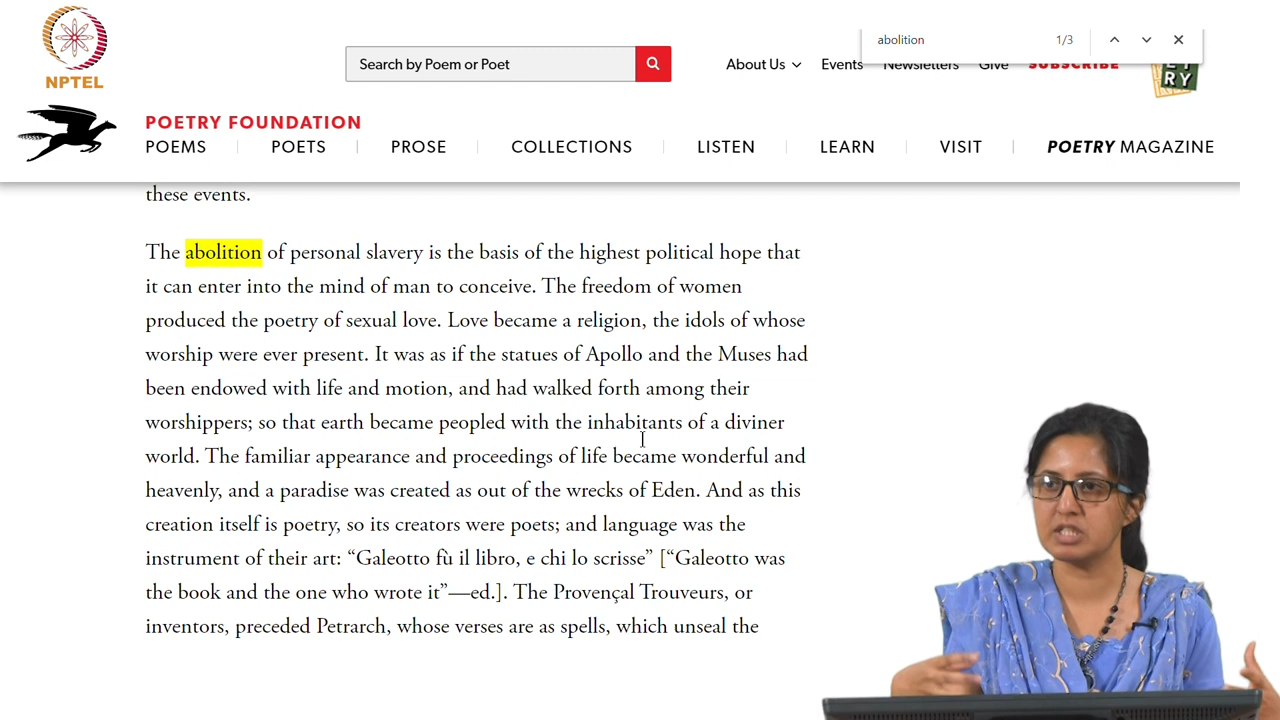 NPTEL
abolition 1/3
Search by Poem or Poet
About Us Events Newsletters Give SUBSCRIBE
RY
POETRY FOUNDATION
POEMS POETS PROSE COLLECTIONS LISTEN LEARN VISIT POETRY MAGAZINE
these events.
The abolition of personal slavery is the basis of the highest political hope that
it can enter into the mind of man to conceive. The freedom of women
produced the poetry of sexual love. Love became a religion, the idols of whose
worship were ever present. It was as if the statues of Apollo and the Muses had
been endowed with life and motion, and had walked forth among their
worshippers; so that earth became peopled with the inhabitants of a diviner
world. The familiar appearance and proceedings of life became wonderful and
heavenly, and a paradise was created as out of the wrecks of Eden. And as this
creation itself is poetry, so its creators were poets; and language was the
instrument of their art: “Galeotto fù il libro, e chi lo scrisse” [“Galeotto was
the book and the one who wrote it”—ed.]. The Provençal Trouveurs, or
inventors, preceded Petrarch, whose verses are as spells, which unseal the